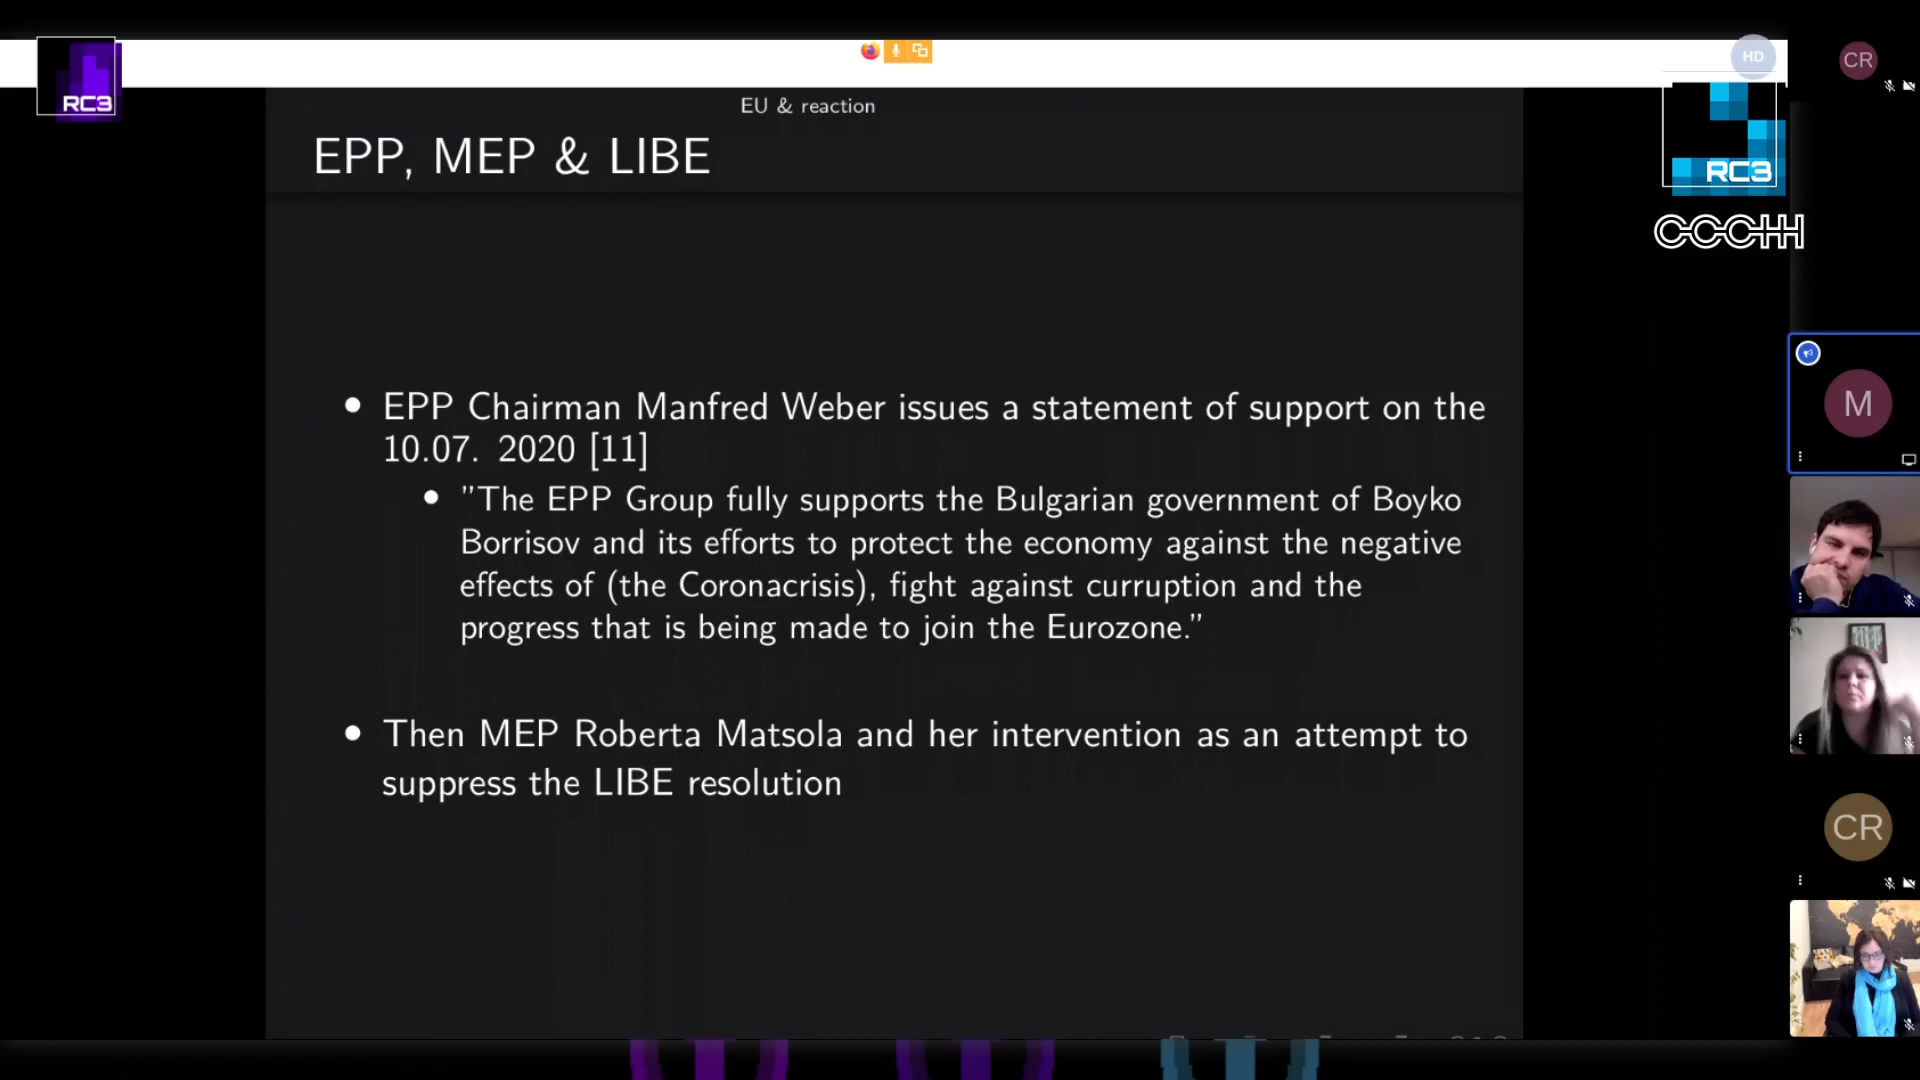 RC3
HD
CR
RC3
CCCHH
EU & reaction
EPP, MEP & LIBE
• EPP Chairman Manfred Weber issues a statement of support on the
10.07. 2020 [11]
• ”The EPP Group fully supports the Bulgarian government of Boyko
Borrisov and its efforts to protect the economy against the negative
effects of (the Coronacrisis), fight against curruption and the
progress that is being made to join the Eurozone.”
• Then MEP Roberta Matsola and her intervention as an attempt to
suppress the LIBE resolution
M
CR